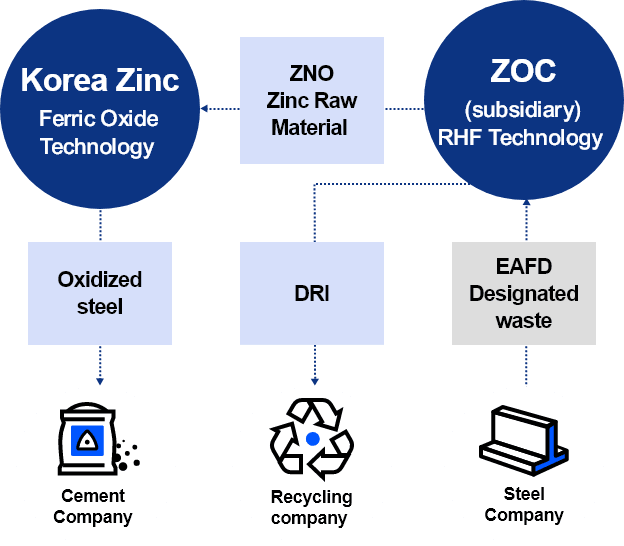 Korea Zinc
Ferric Oxide
Technology
ZNO
Zinc Raw
Material
ZOC
(subsidiary)
RHF Technology
Oxidized
steel
DRI
EAFD
Designated
waste
Cement
Company
Recycling
company
Steel
Company